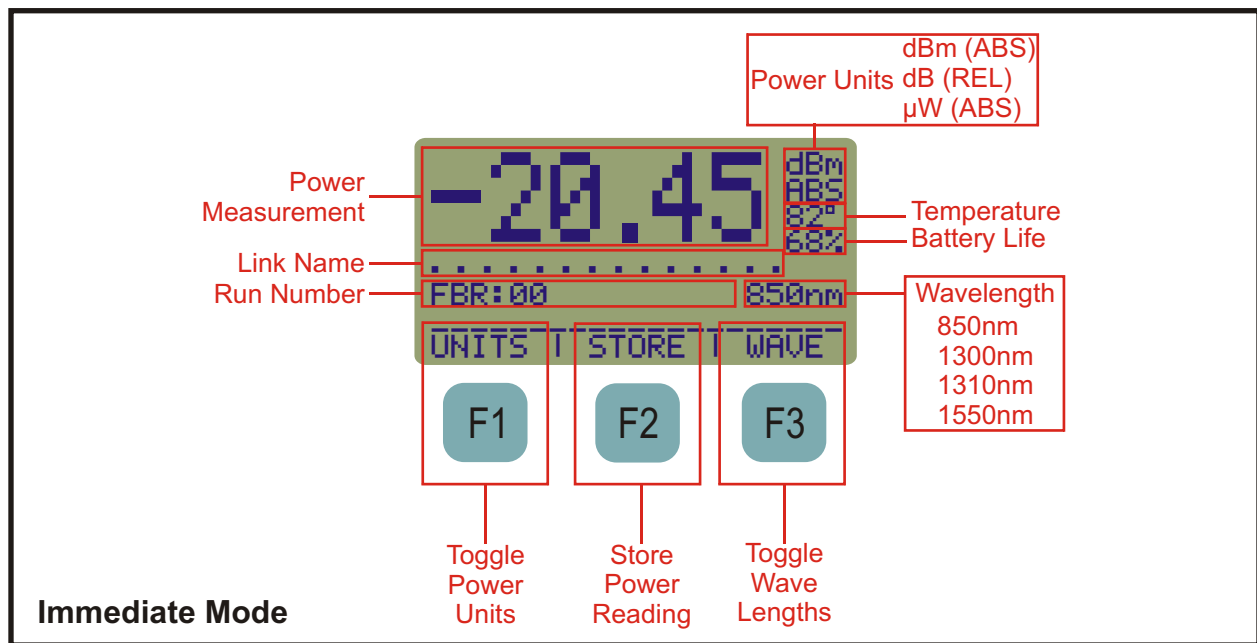 dBm (ABS)
Power Units dB (REL)
µW (ABS)
-20.45
dBm
ABS
82°
68%
Power
Measurement
Temperature
Battery Life
Link Name
..............
Run Number
FBR:00
850nm
Wavelength
850nm
1300nm
1310nm
1550nm
UNITS | STORE | WAVE
F1
F2
F3
Toggle
Power
Units
Store
Power
Reading
Toggle
Wave
Lengths
Immediate Mode